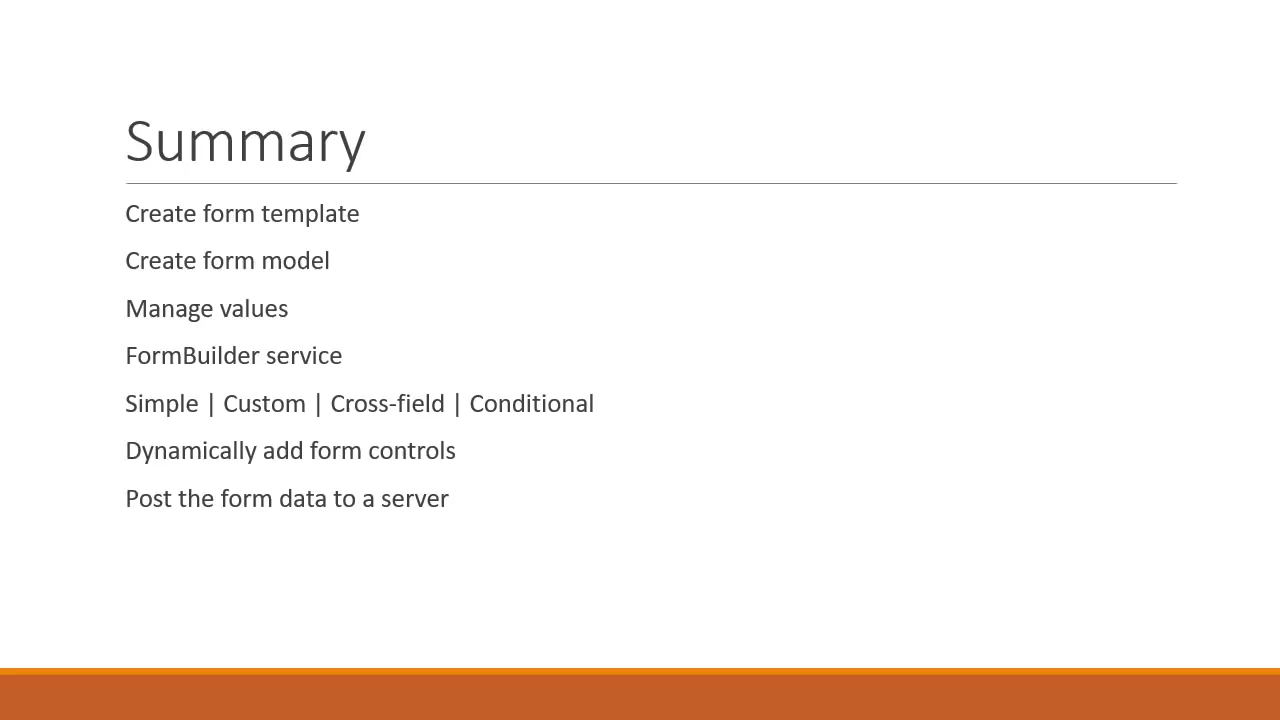 Summary
Create form template
Create form model
Manage values
FormBuilder service
Simple | Custom | Cross-field | Conditional
Dynamically add form controls
Post the form data to a server